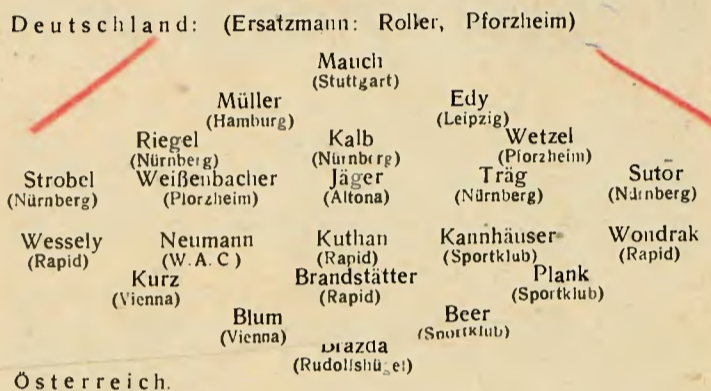 Deutschland: (Ersatzmann: Roller, Pforzheim)
Mauch
(Stuttgart)
Müller Edy
(Hamburg) (Leipzig)
Riegel Kalb Wetzel
(Nürnberg) (Nürnberg) (Pforzheim)
Strobel Weißenbacher Jäger Träg Sutor
(Nürnberg) (Pforzheim) (Altona) (Nürnberg) (Nürnberg)
Wessely Neumann Kuthan Kannhäuser Wondrak
(Rapid) (W.A.C) (Rapid) (Sportklub) (Rapid)
Kurz Brandstätter Plank
(Vienna) (Rapid) (Sportklub)
Blum Beer
(Vienna) (Sportklub)
(Rudolfshügel)
Österreich.